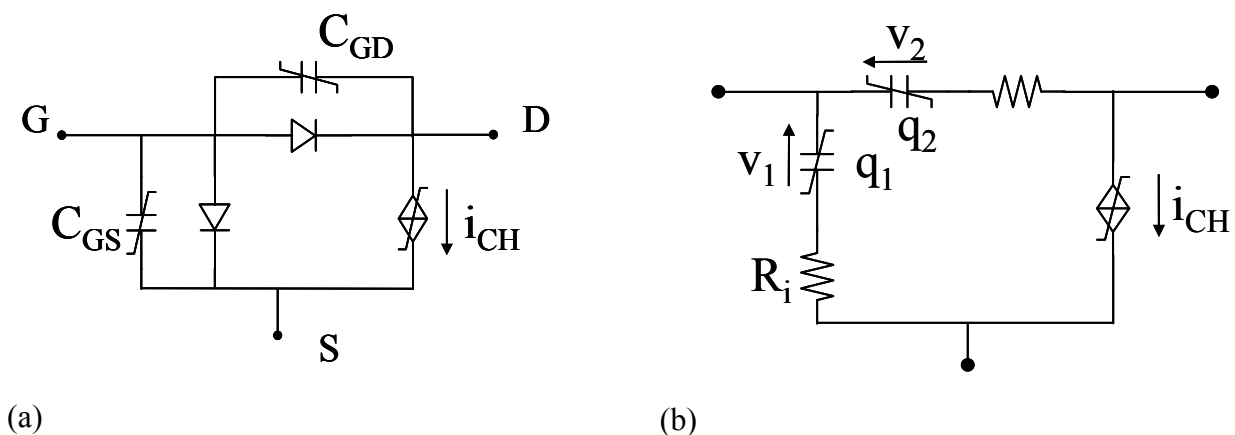 C_GD
G
D
C_GS
i_CH
S
(a)
v_2
q_2
v_1
q_1
R_i
i_CH
(b)